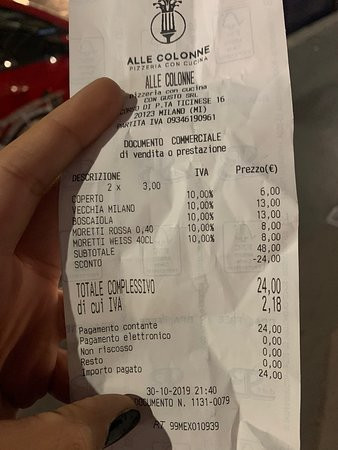 ALLE COLONNE
PIZZERIA CON CUCINA
ALLE COLONNE
pizzeria con cucina
CON GUSTO SRL
CORSO DI P.TA TICINESE 16
20123 MILANO (MI)
PARTITA IVA 09346190961
DOCUMENTO COMMERCIALE
di vendita o prestazione
DESCRIZIONE IVA Prezzo(€)
2 x 3,00
COPERTO 10,00% 6,00
VECCHIA MILANO 10,00% 13,00
BOSCAIOLA 10,00% 13,00
MORETTI ROSSA 0,40 10,00% 8,00
MORETTI WEISS 40CL 10,00% 8,00
SUBTOTALE 48,00
SCONTO -24,00
TOTALE COMPLESSIVO 24,00
di cui IVA 2,18
Pagamento contante 24,00
Pagamento elettronico 0,00
Non riscosso 0,00
Resto 0,00
Importo pagato 24,00
30-10-2019 21:40
DOCUMENTO N. 1131-0079
RT 99MEX010939